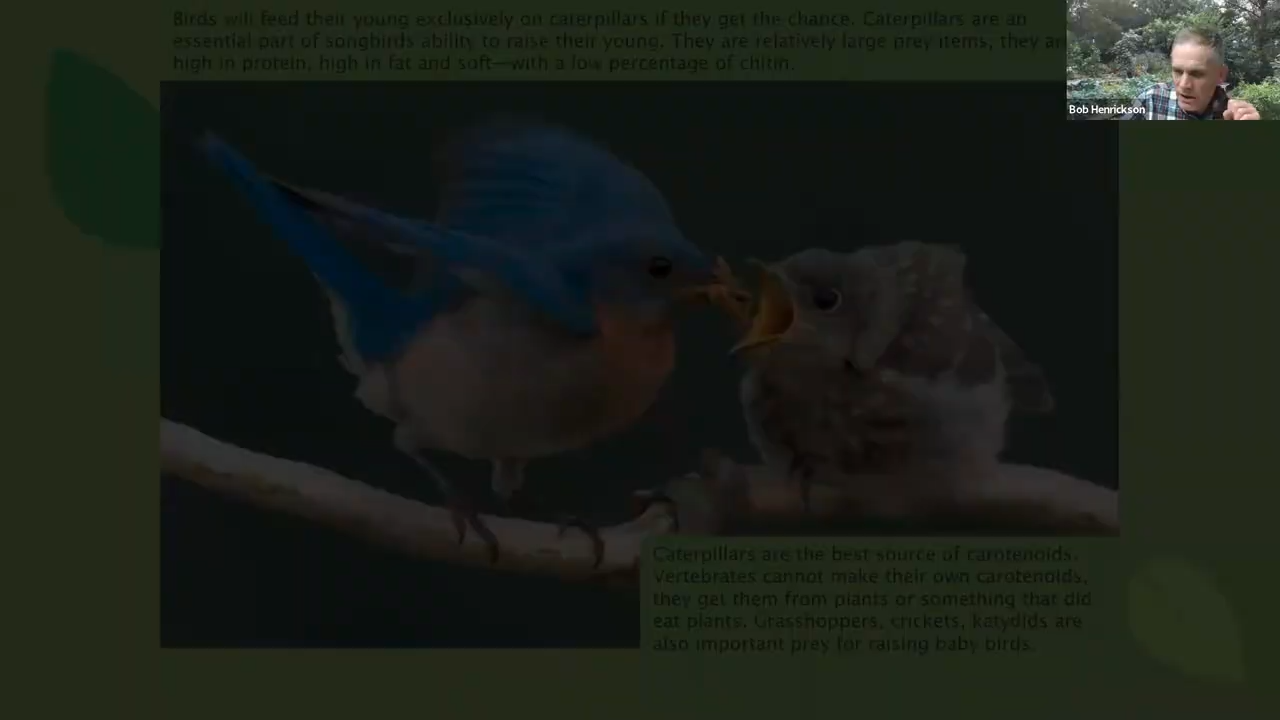 Birds will feed their young exclusively on caterpillars if they get the chance. Caterpillars are an
essential part of songbirds ability to raise their young. They are relatively large prey items, they are
high in protein, high in fat and soft—with a low percentage of chitin.
Bob Henrickson
Caterpillars are the best source of carotenoids.
Vertebrates cannot make their own carotenoids,
they get them from plants or something that did
eat plants. Grasshoppers, crickets, katydids are
also important prey for raising baby birds.